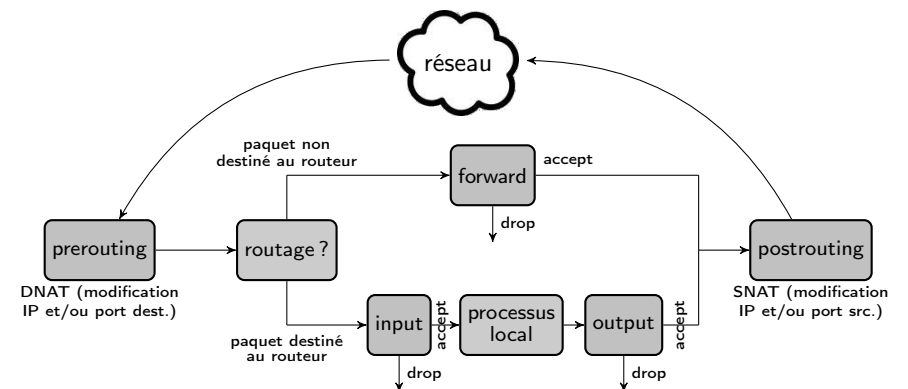 réseau
paquet non
destiné au routeur
forward
accept
drop
prerouting
routage ?
postrouting
DNAT (modification
IP et/ou port dest.)
SNAT (modification
IP et/ou port src.)
paquet destiné
au routeur
input
accept
processus
local
output
accept
drop
drop